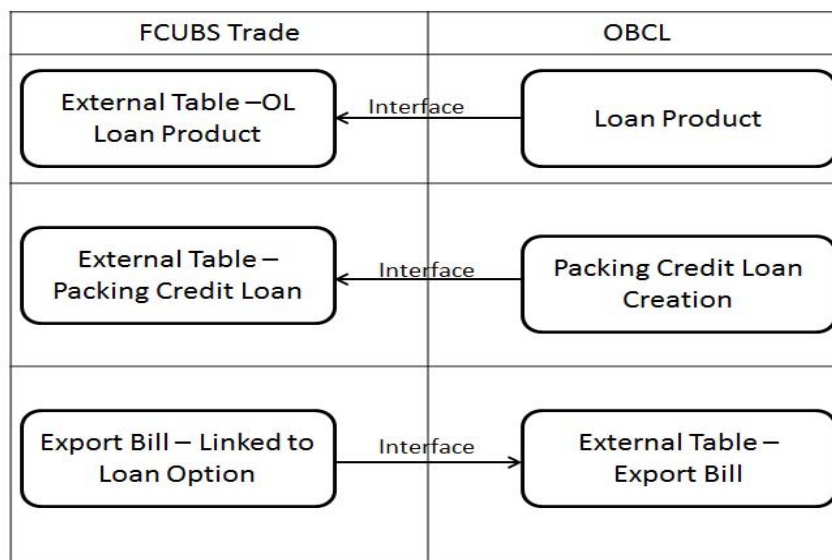 FCUBS Trade
OBCL
External Table –OL
Loan Product
Interface
Loan Product
External Table –
Packing Credit Loan
Interface
Packing Credit Loan
Creation
Export Bill – Linked to
Loan Option
Interface
External Table –
Export Bill